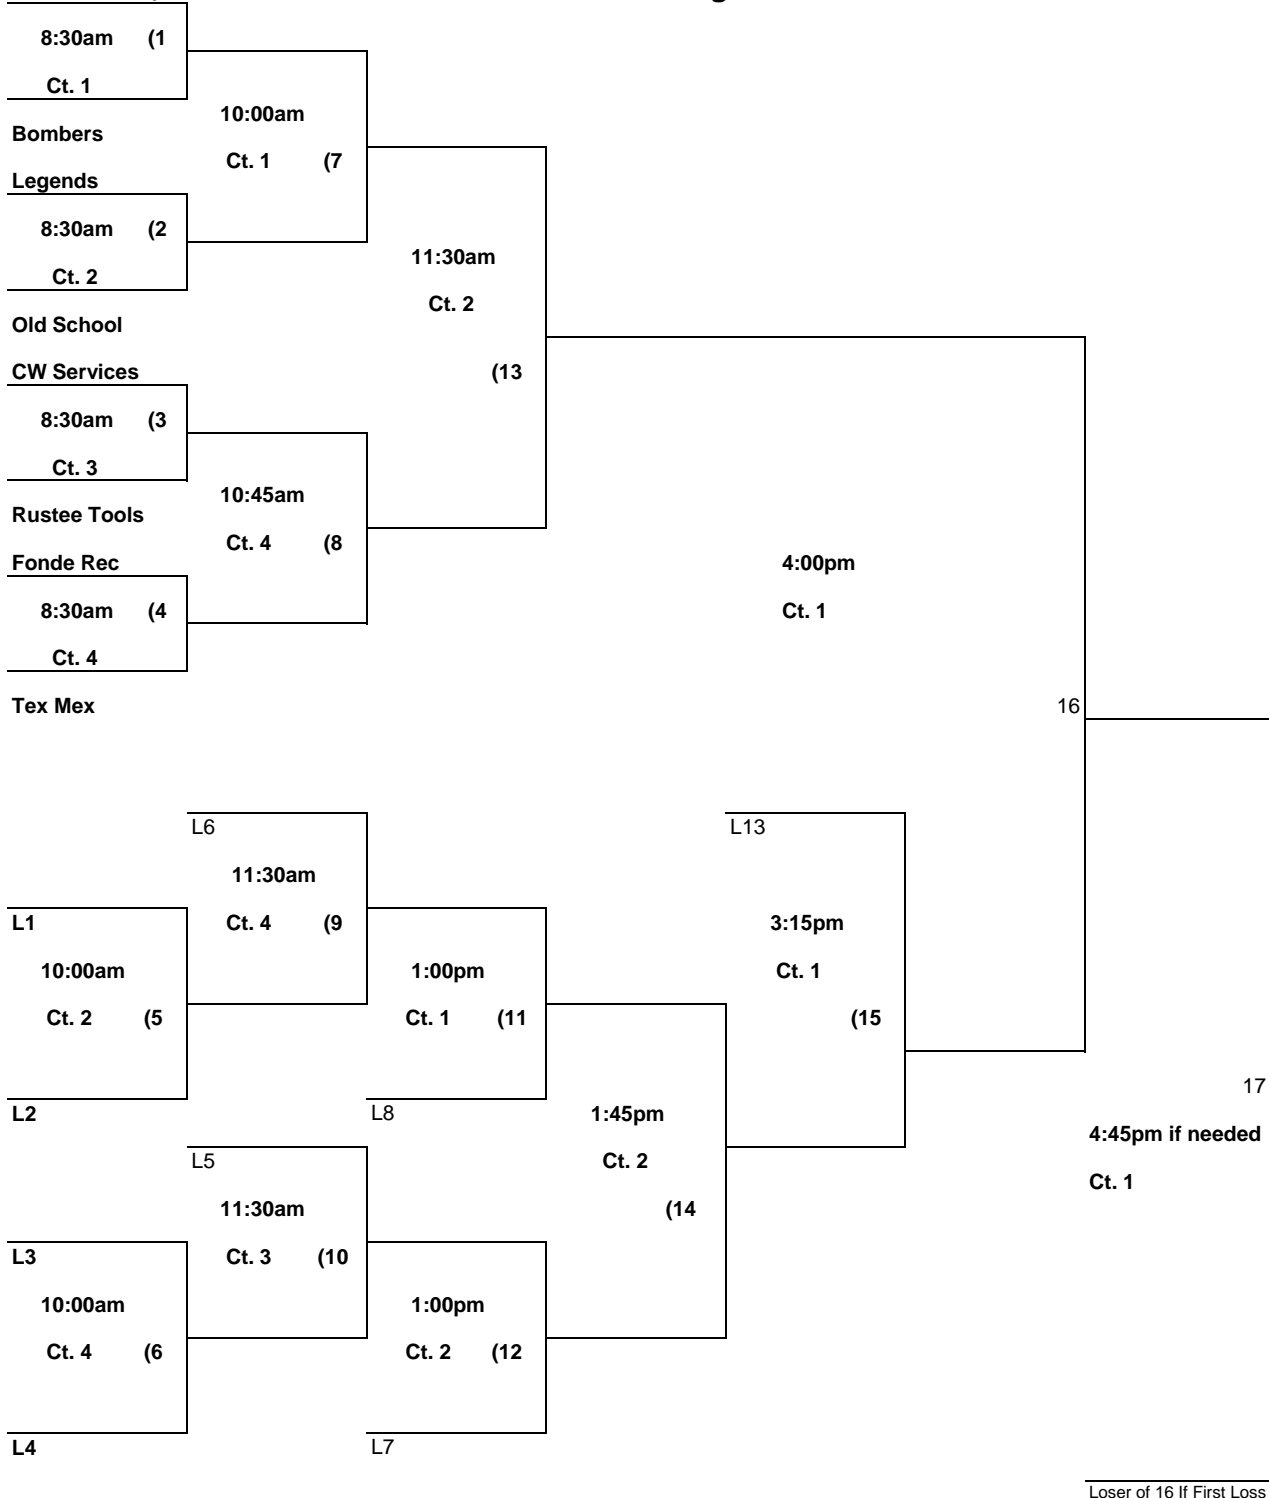 8:30am (1
Ct. 1
10:00am
Bombers
Ct. 1 (7
Legends
8:30am (2
11:30am
Ct. 2
Ct. 2
Old School
CW Services
(13
8:30am (3
Ct. 3
10:45am
Rustee Tools
Ct. 4 (8
Fonde Rec
4:00pm
8:30am (4
Ct. 1
Ct. 4
Tex Mex
16
L6
L13
11:30am
L1
Ct. 4 (9
3:15pm
10:00am
1:00pm
Ct. 1
Ct. 2 (5
Ct. 1 (11
(15
17
L2
L8
1:45pm
4:45pm if needed
L5
Ct. 2
Ct. 1
11:30am
(14
L3
Ct. 3 (10
10:00am
1:00pm
Ct. 4 (6
Ct. 2 (12
L4
L7
Loser of 16 If First Loss